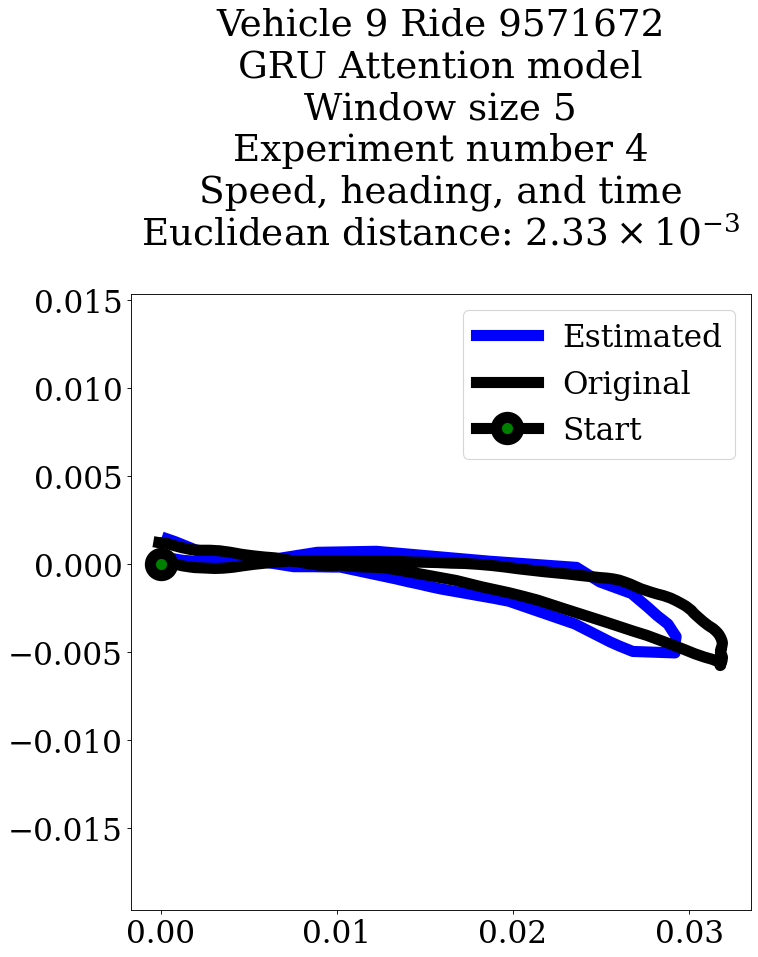 Vehicle 9 Ride 9571672
GRU Attention model
Window size 5
Experiment number 4
Speed, heading, and time
Euclidean distance: 2.33 × 10⁻³
Estimated
Original
Start
0.015
0.010
0.005
0.000
−0.005
−0.010
−0.015
0.00 0.01 0.02 0.03